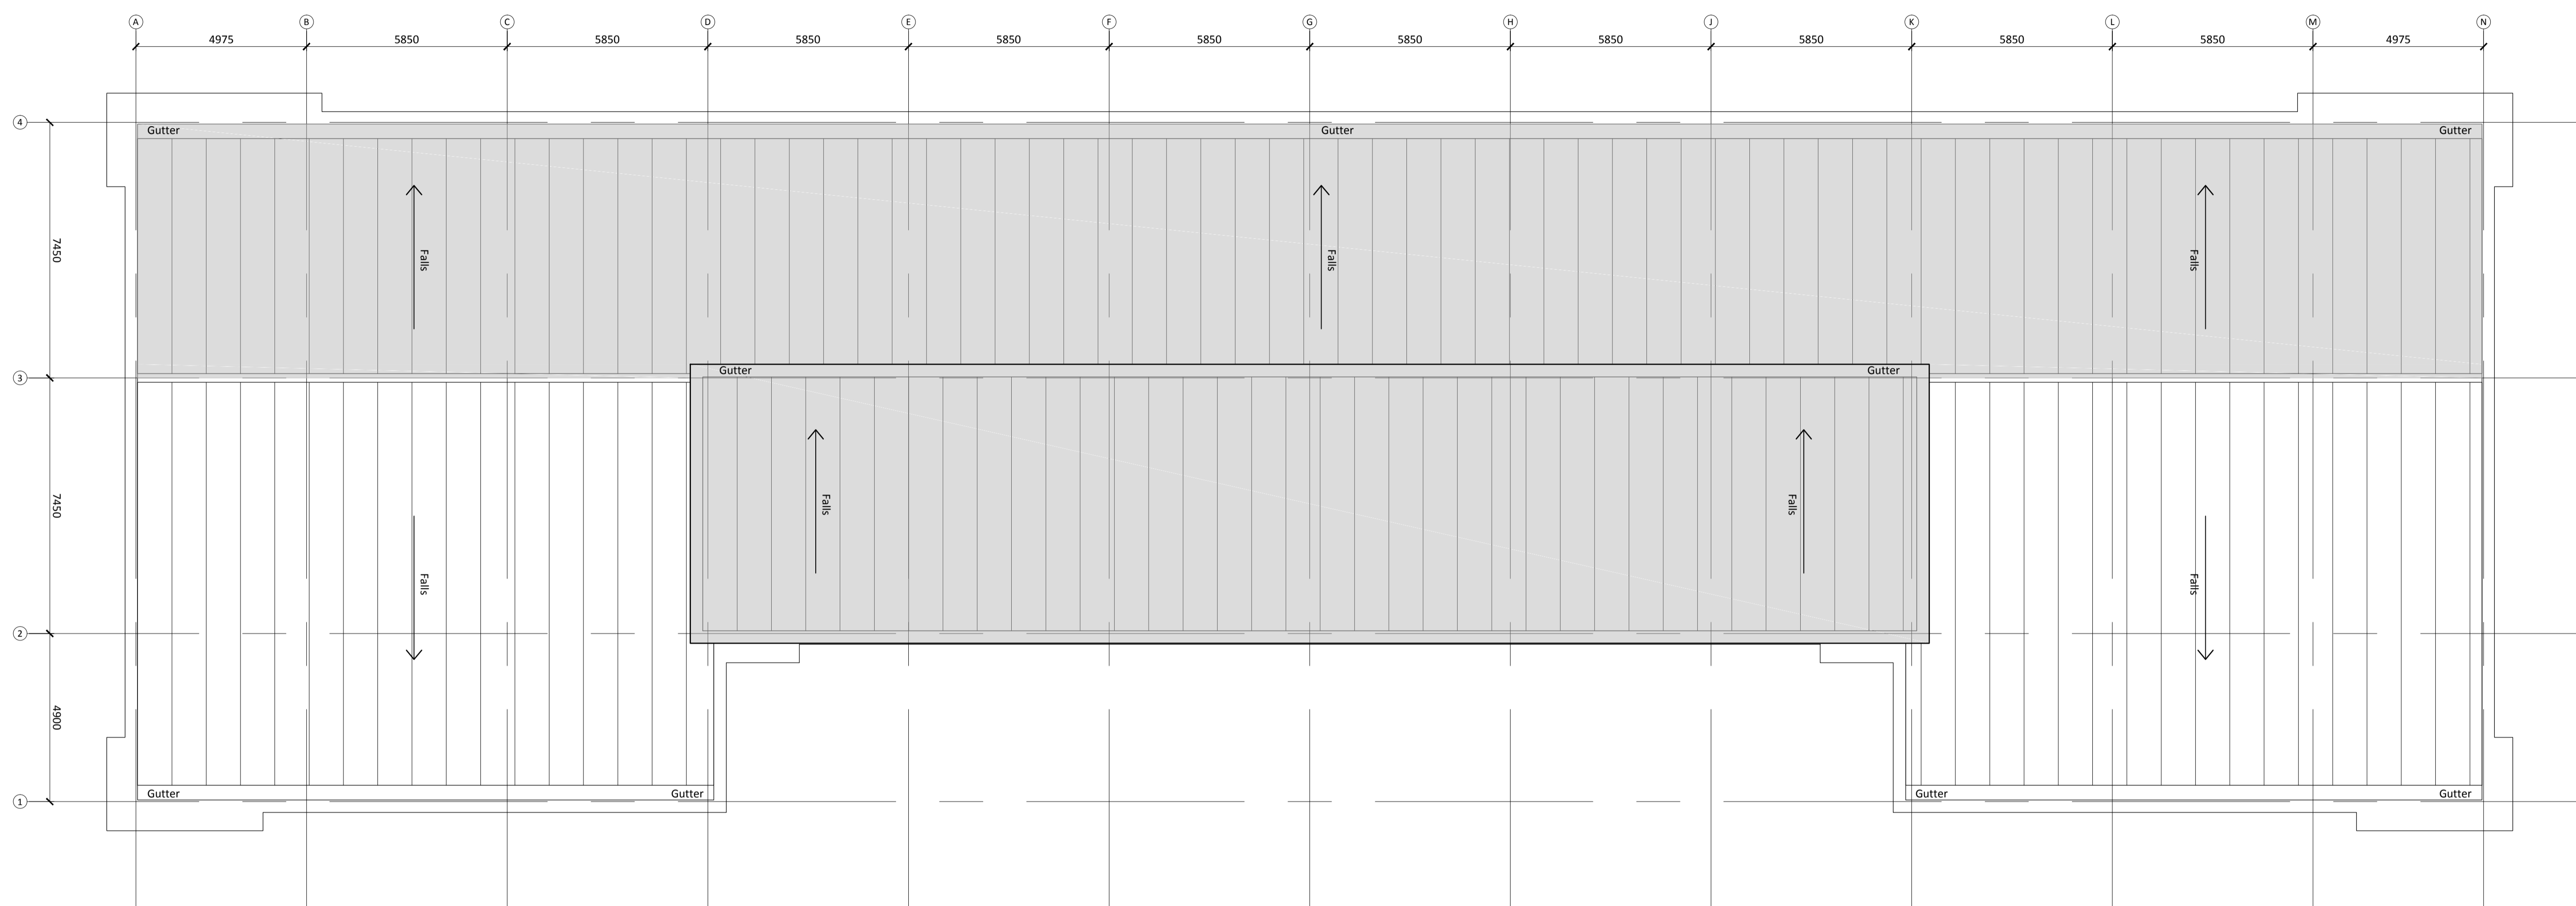 A B C D E F G H J K L M N
4975 5850 5850 5850 5850 5850 5850 5850 5850 5850 5850 4975
4
Gutter Gutter Gutter
7450
Falls Falls Falls
3
Gutter Gutter
7450
Falls Falls
Falls Falls
2
4900
Gutter Gutter Gutter Gutter
1